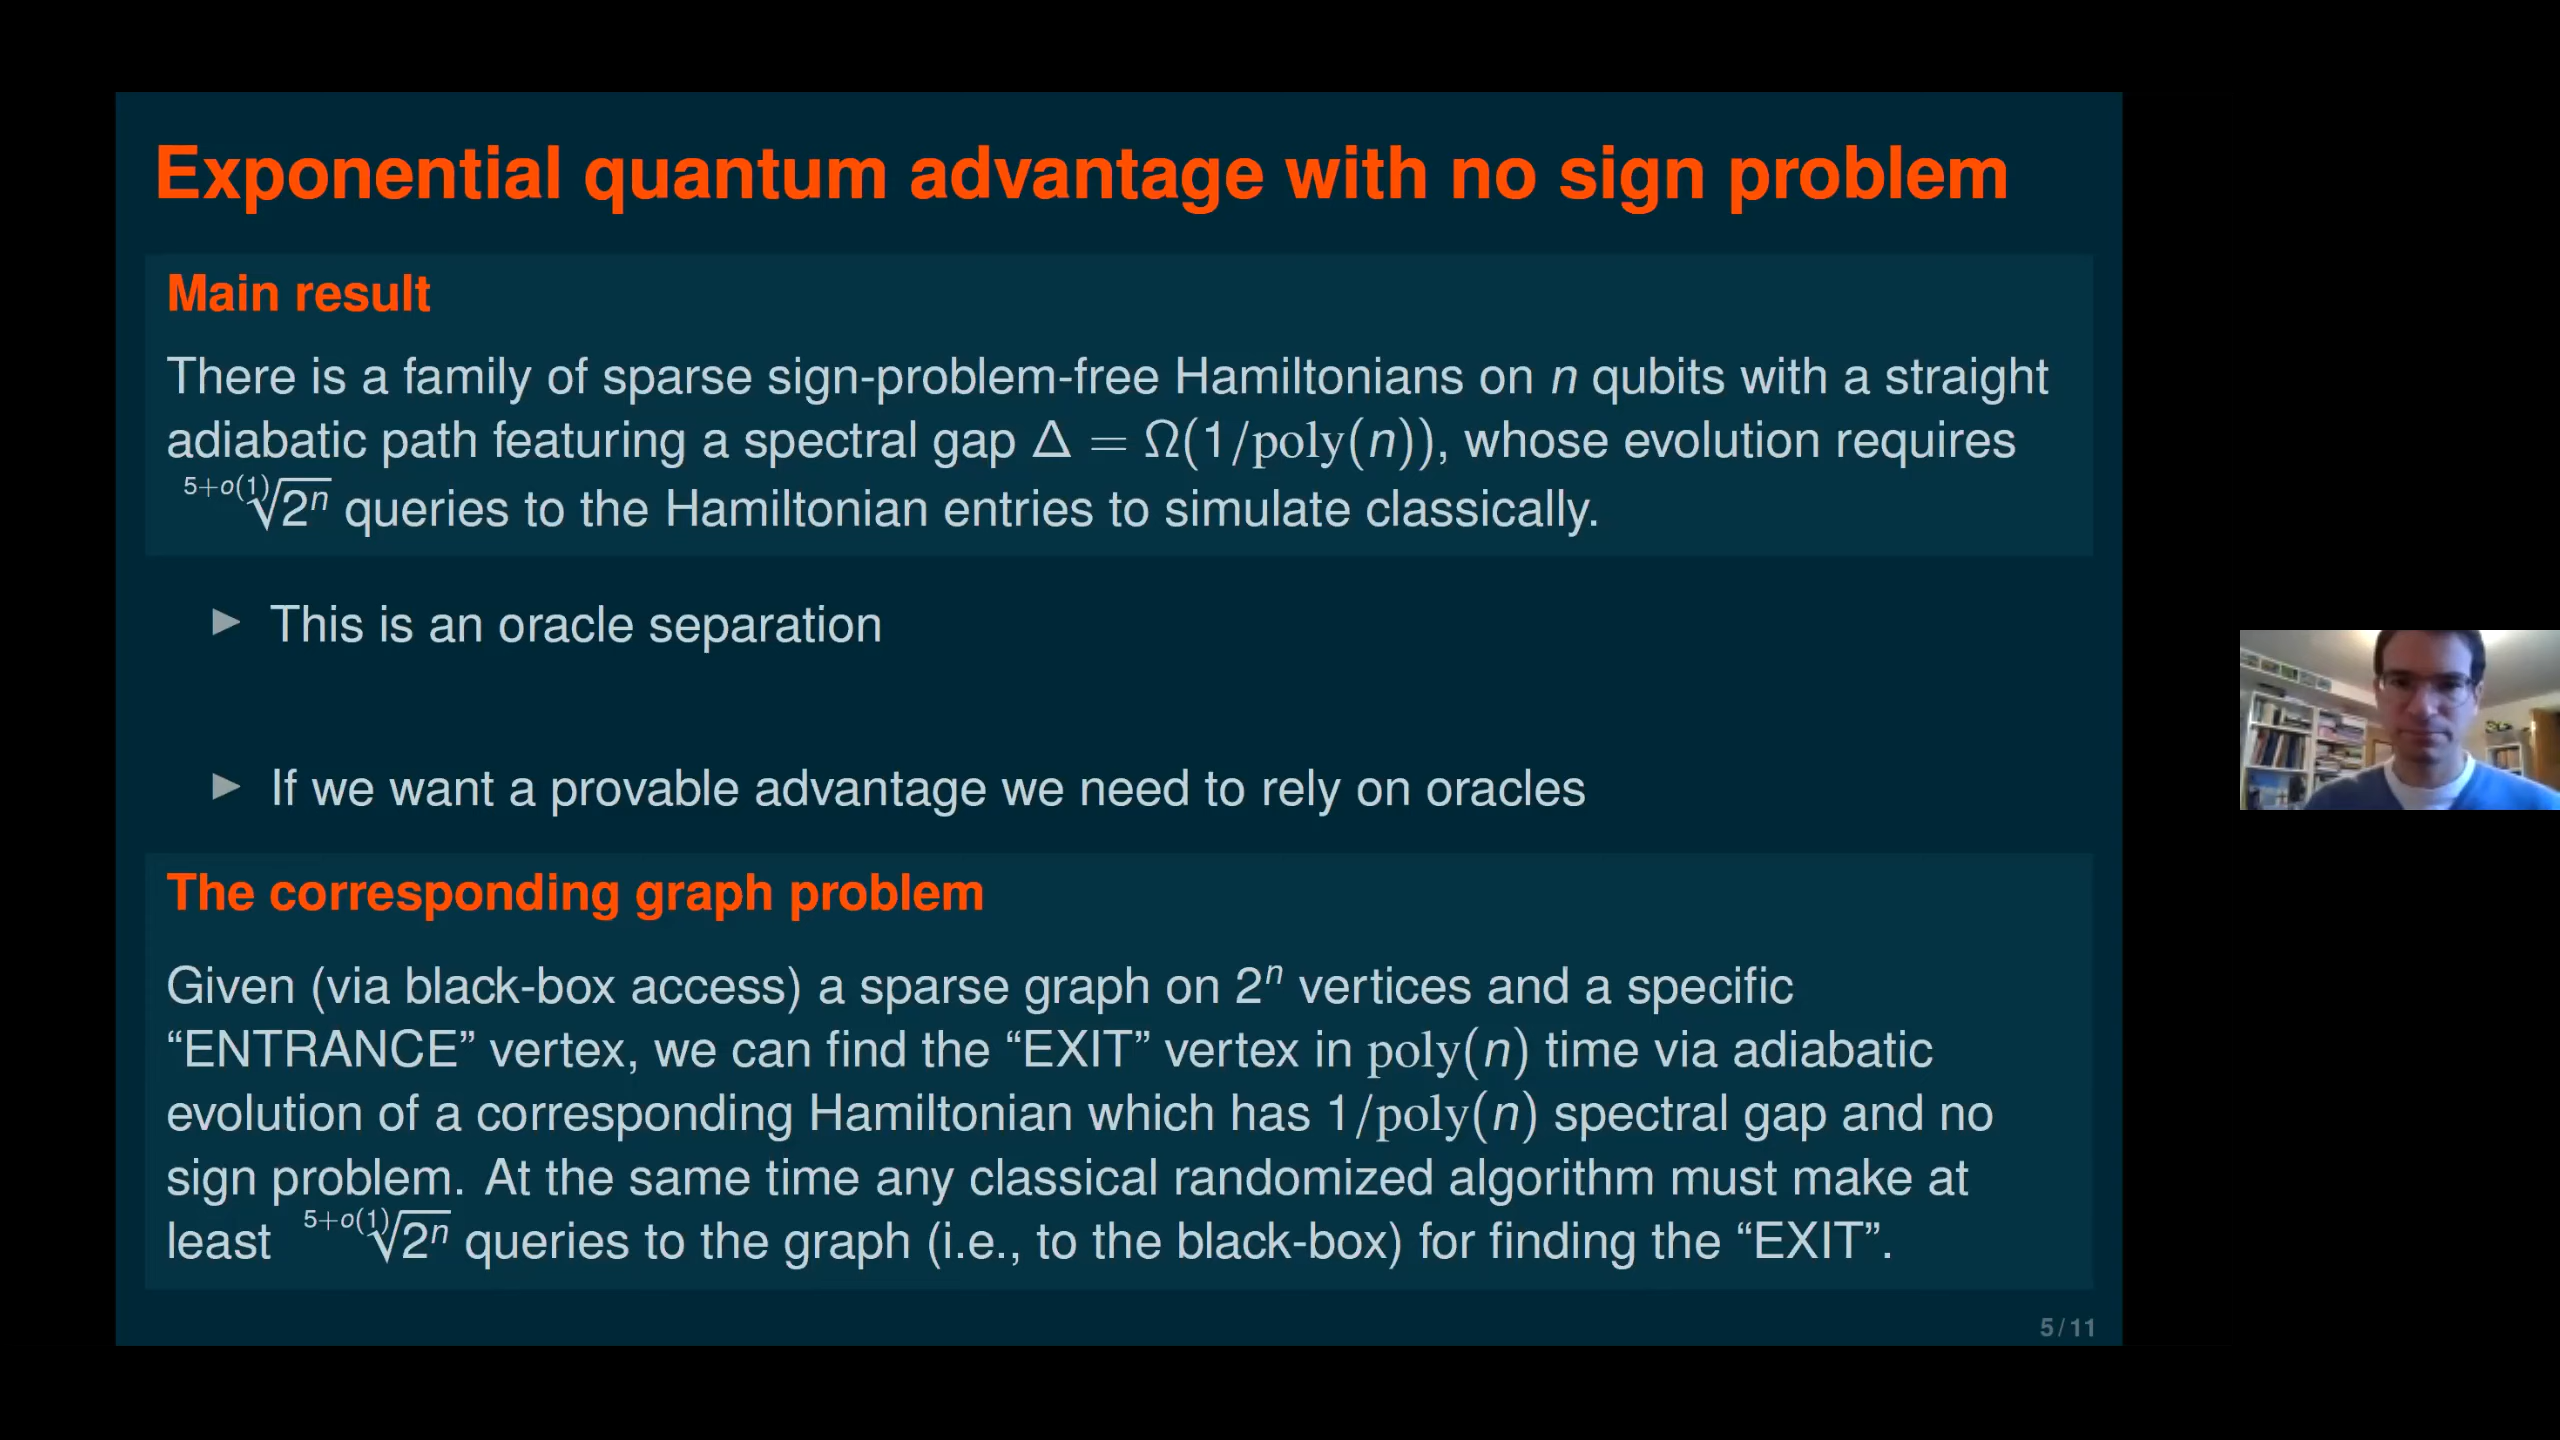 Exponential quantum advantage with no sign problem
Main result
There is a family of sparse sign-problem-free Hamiltonians on n qubits with a straight
adiabatic path featuring a spectral gap Δ = Ω(1/poly(n)), whose evolution requires
⁵⁺ᵒ⁽¹⁾√2ⁿ queries to the Hamiltonian entries to simulate classically.
▶ This is an oracle separation
▶ If we want a provable advantage we need to rely on oracles
The corresponding graph problem
Given (via black-box access) a sparse graph on 2ⁿ vertices and a specific
“ENTRANCE” vertex, we can find the “EXIT” vertex in poly(n) time via adiabatic
evolution of a corresponding Hamiltonian which has 1/poly(n) spectral gap and no
sign problem. At the same time any classical randomized algorithm must make at
least ⁵⁺ᵒ⁽¹⁾√2ⁿ queries to the graph (i.e., to the black-box) for finding the “EXIT”.
5/11